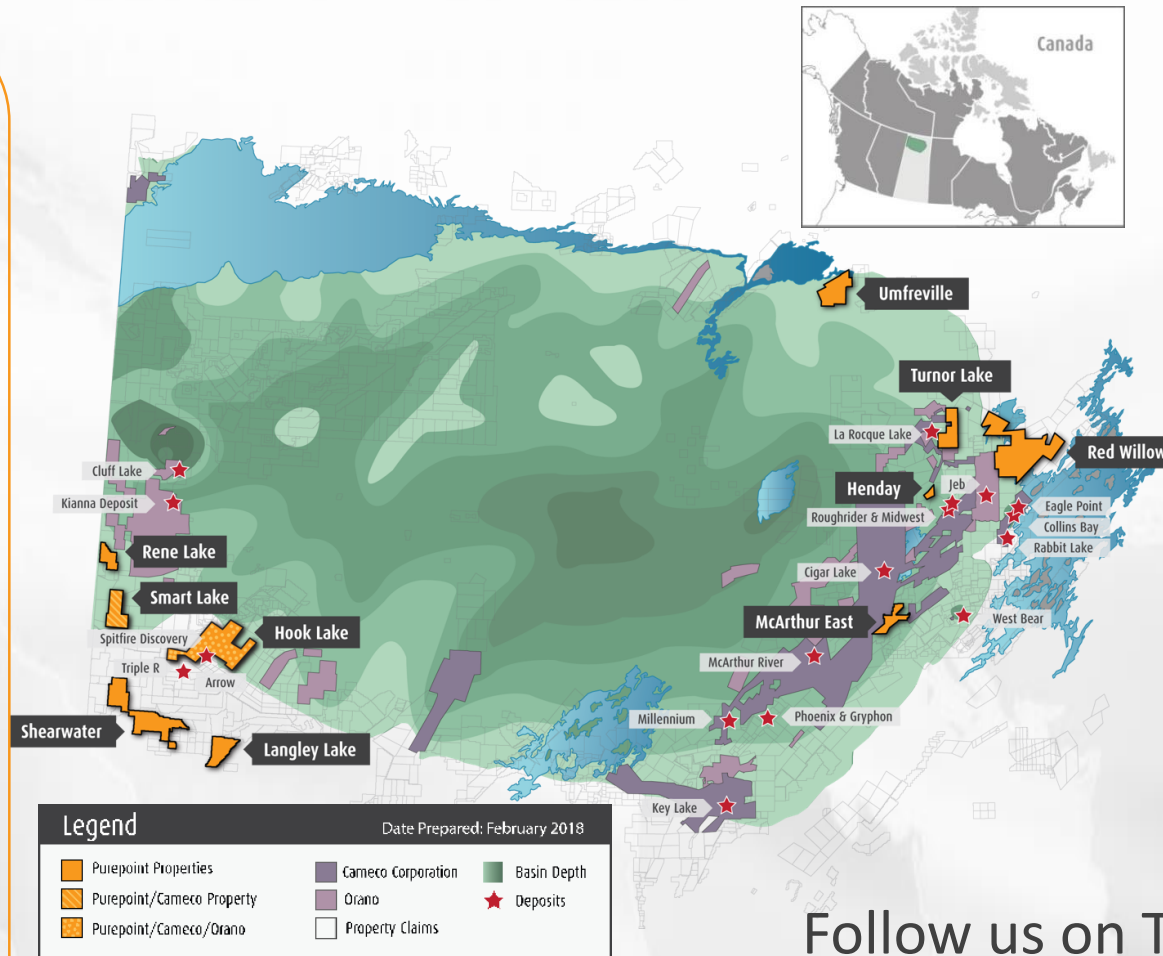 Canada
Umfreville
Turnor Lake
La Rocque Lake
Red Willow
Cluff Lake
Henday
Jeb
Kianna Deposit
Eagle Point
Roughrider & Midwest
Collins Bay
Rene Lake
Rabbit Lake
Cigar Lake
Smart Lake
McArthur East
West Bear
Spitfire Discovery
Hook Lake
Triple R
Arrow
McArthur River
Shearwater
Millennium
Phoenix & Gryphon
Langley Lake
Key Lake
Legend
Date Prepared: February 2018
Purepoint Properties
Cameco Corporation
Basin Depth
Purepoint/Cameco Property
Orano
Deposits
Purepoint/Cameco/Orano
Property Claims
Follow us on T